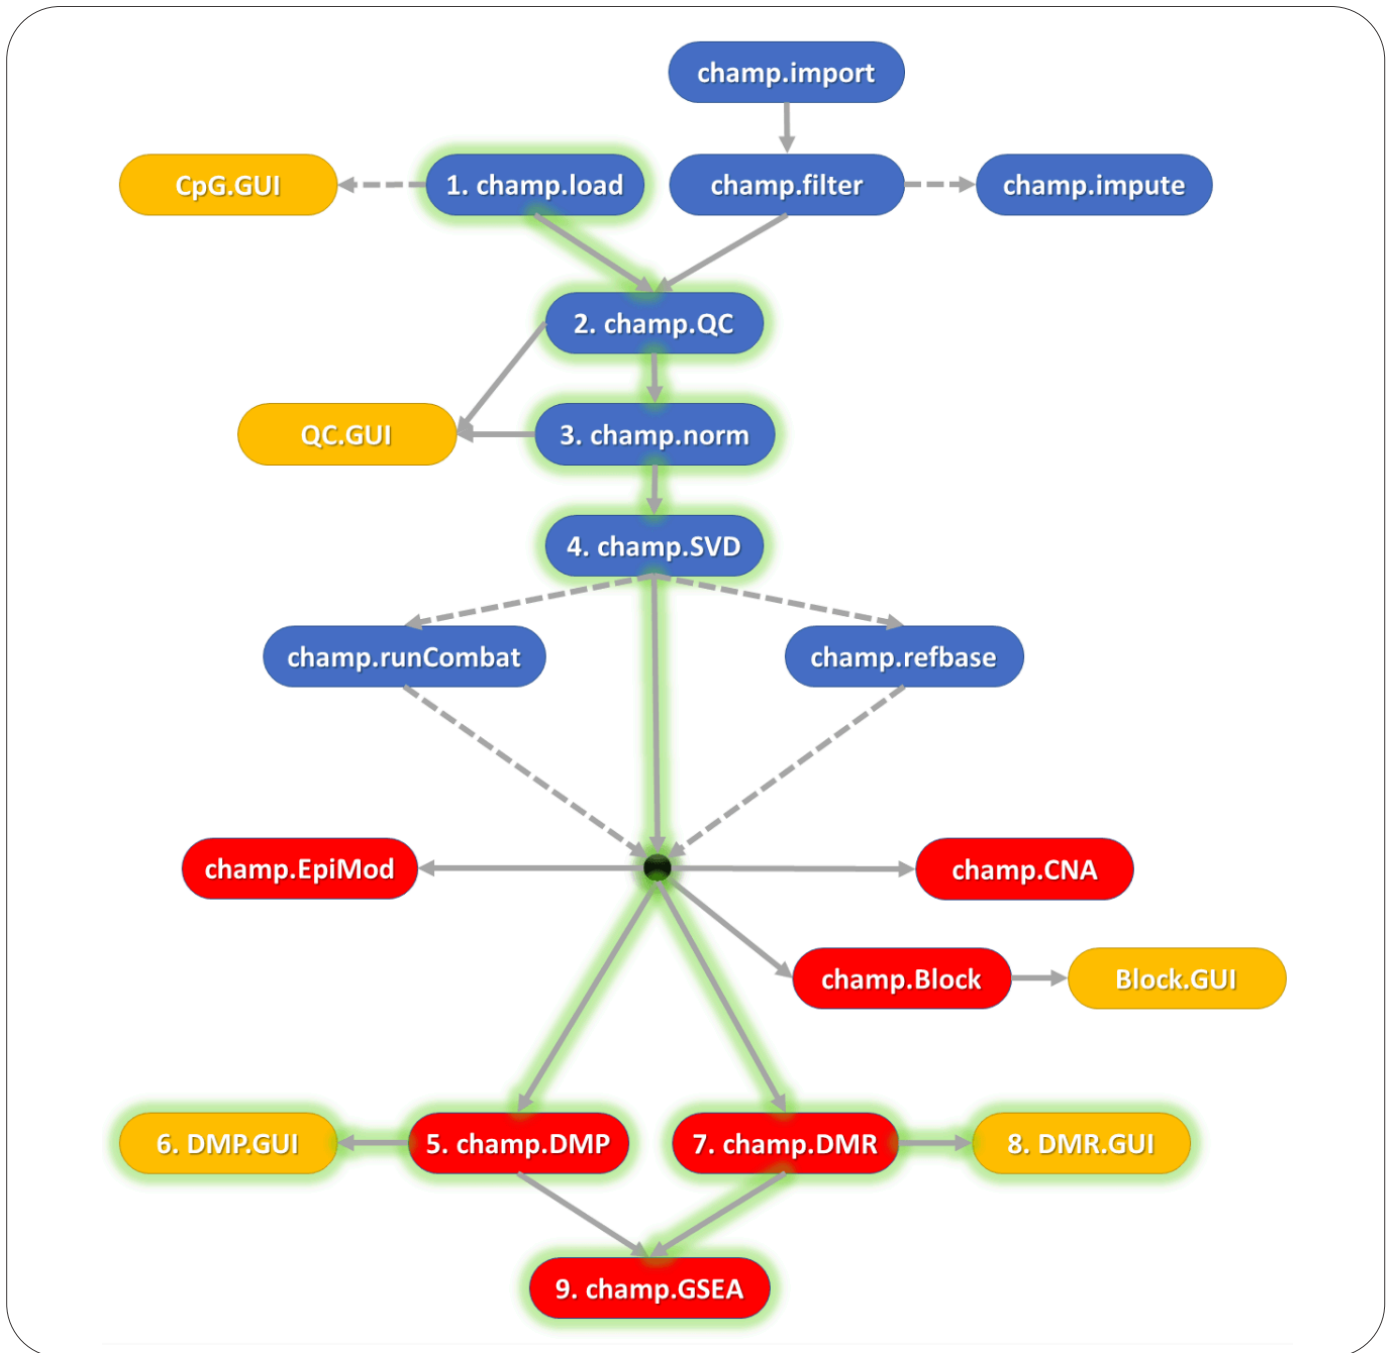 champ.import
CpG.GUI
1. champ.load
champ.filter
champ.impute
2. champ.QC
QC.GUI
3. champ.norm
4. champ.SVD
champ.runCombat
champ.refbase
champ.EpiMod
champ.CNA
champ.Block
Block.GUI
6. DMP.GUI
5. champ.DMP
7. champ.DMR
8. DMR.GUI
9. champ.GSEA